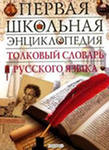 ПЕРВАЯ
ШКОЛЬНАЯ
ЭНЦИКЛОПЕДИЯ
ТОЛКОВЫЙ СЛОВАРЬ
РУССКОГО ЯЗЫКА